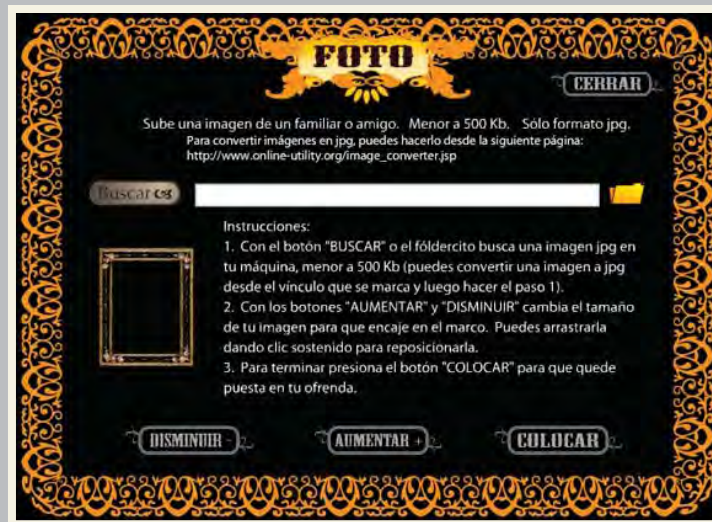 FOTO
CERRAR
Sube una imagen de un familiar o amigo. Menor a 500 Kb. Sólo formato jpg.
Para convertir imágenes en jpg, puedes hacerlo desde la siguiente página:
http://www.online-utility.org/image_converter.jsp
Buscar
Instrucciones:
1. Con el botón "BUSCAR" o el fóldercito busca una imagen jpg en
tu máquina, menor a 500 Kb (puedes convertir una imagen a jpg
desde el vínculo que se marca y luego hacer el paso 1).
2. Con los botones "AUMENTAR" y "DISMINUIR" cambia el tamaño
de tu imagen para que encaje en el marco. Puedes arrastrarla
dando clic sostenido para reposicionarla.
3. Para terminar presiona el botón "COLOCAR" para que quede
puesta en tu ofrenda.
DISMINUIR -
AUMENTAR +
COLOCAR